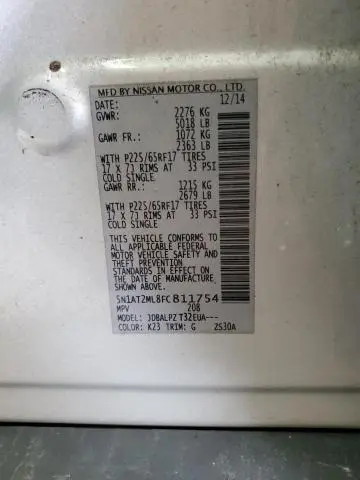 MFD BY NISSAN MOTOR CO., LTD.
DATE: 12/14
GVWR: 2276 KG
5018 LB
GAWR FR.: 1072 KG
2363 LB
WITH P225/65RF17 TIRES
17 X 7J RIMS AT 33 PSI
COLD SINGLE
GAWR RR.: 1215 KG
2679 LB
WITH P225/65RF17 TIRES
17 X 7J RIMS AT 33 PSI
COLD SINGLE
THIS VEHICLE CONFORMS TO
ALL APPLICABLE FEDERAL
MOTOR VEHICLE SAFETY
STANDARDS IN EFFECT ON
THE DATE OF MANUFACTURE
SHOWN ABOVE.
5N1AT2ML8FC811754
MPV 208
MODEL: JDBALPZ T32EUA---
COLOR: K23 TRIM: G ZS30A